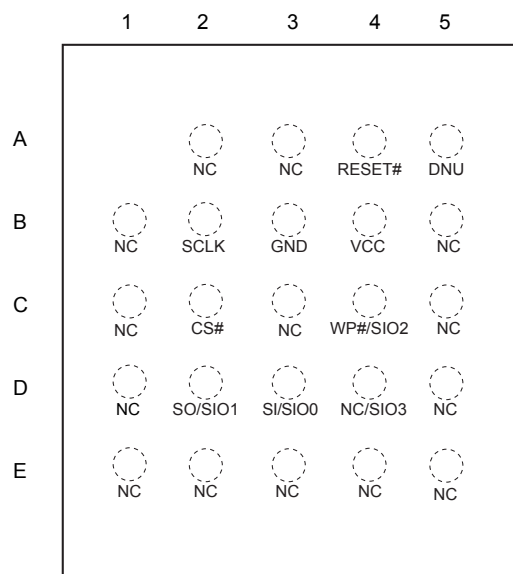 1 2 3 4 5
A
NC NC RESET# DNU
B
NC SCLK GND VCC NC
C
NC CS# NC WP#/SIO2 NC
D
NC SO/SIO1 SI/SIO0 NC/SIO3 NC
E
NC NC NC NC NC